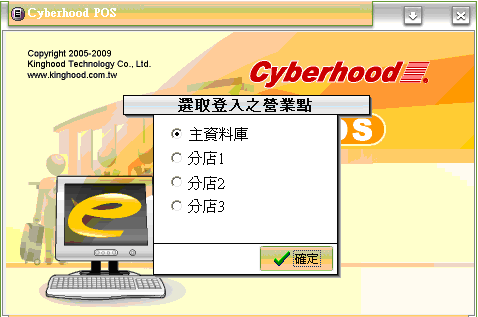 Cyberhood POS
Copyright 2005-2009
Kinghood Technology Co., Ltd.
www.kinghood.com.tw
Cyberhood
選取登入之營業點
OS
主資料庫
分店1
分店2
分店3
e
確定